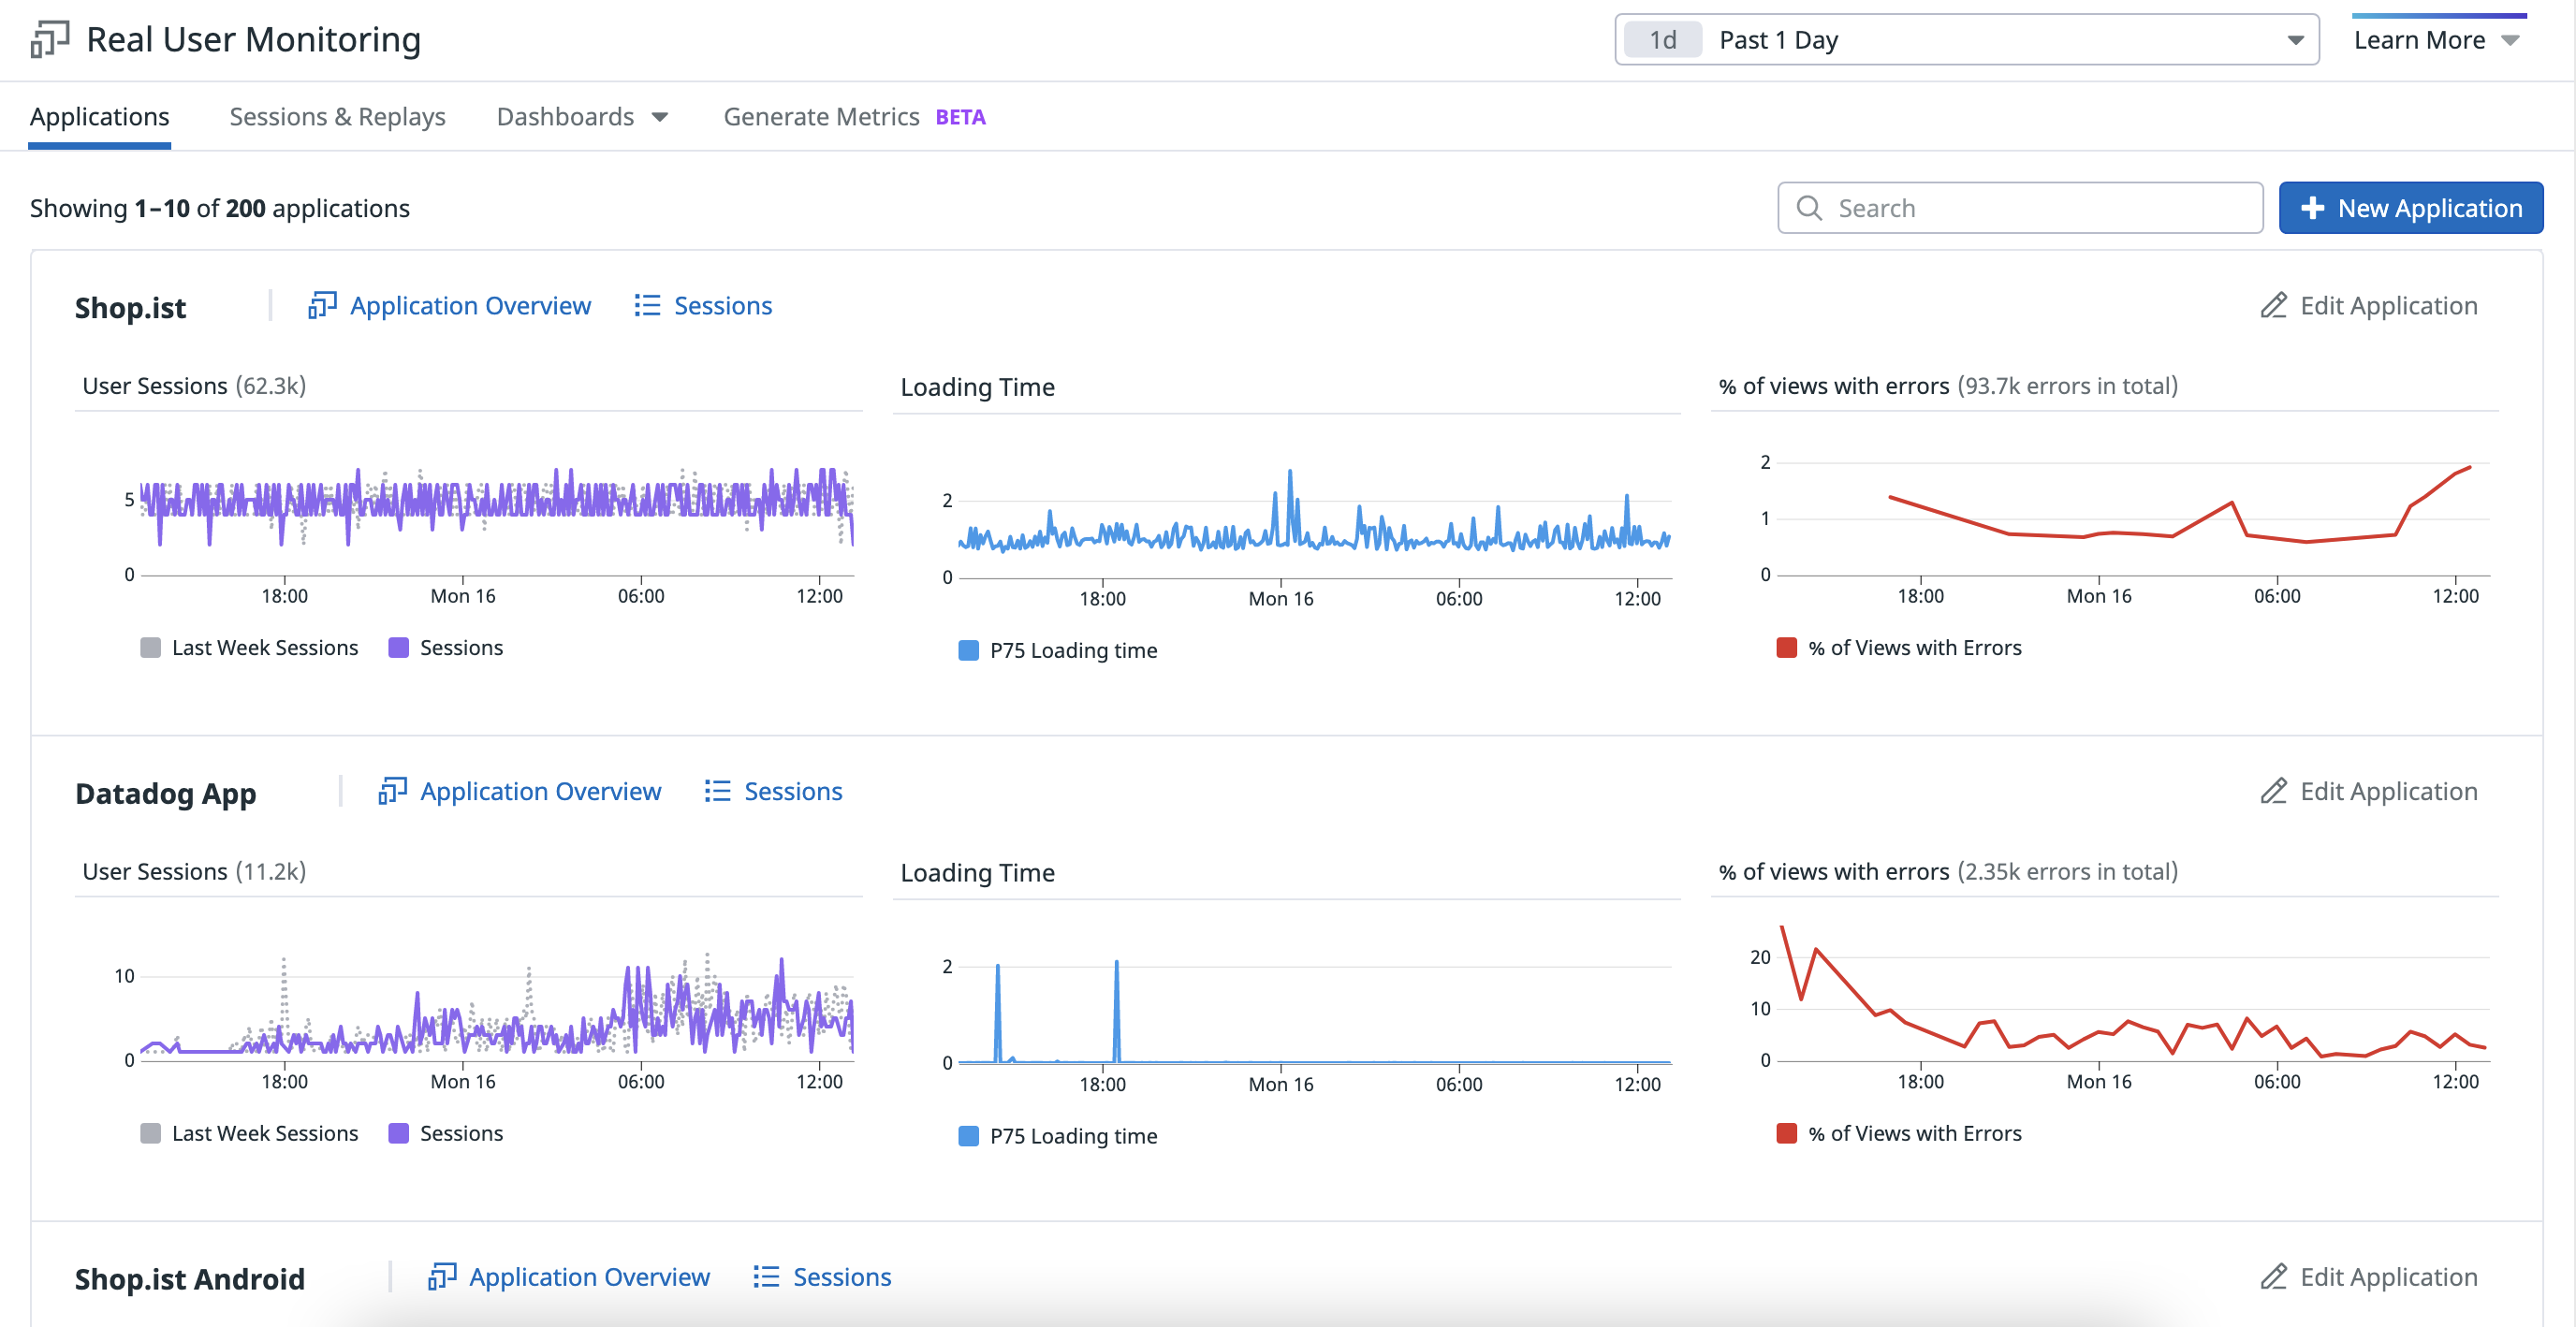 Real User Monitoring
1d Past 1 Day
Learn More
Applications Sessions & Replays Dashboards Generate Metrics BETA
Showing 1–10 of 200 applications
Search
New Application
Shop.ist Application Overview Sessions Edit Application
User Sessions (62.3k)
5
0
18:00 Mon 16 06:00 12:00
Last Week Sessions Sessions
Loading Time
2
0
18:00 Mon 16 06:00 12:00
P75 Loading time
% of views with errors (93.7k errors in total)
2
1
0
18:00 Mon 16 06:00 12:00
% of Views with Errors
Datadog App Application Overview Sessions Edit Application
User Sessions (11.2k)
10
0
18:00 Mon 16 06:00 12:00
Last Week Sessions Sessions
Loading Time
2
0
18:00 Mon 16 06:00 12:00
P75 Loading time
% of views with errors (2.35k errors in total)
20
10
0
18:00 Mon 16 06:00 12:00
% of Views with Errors
Shop.ist Android Application Overview Sessions Edit Application